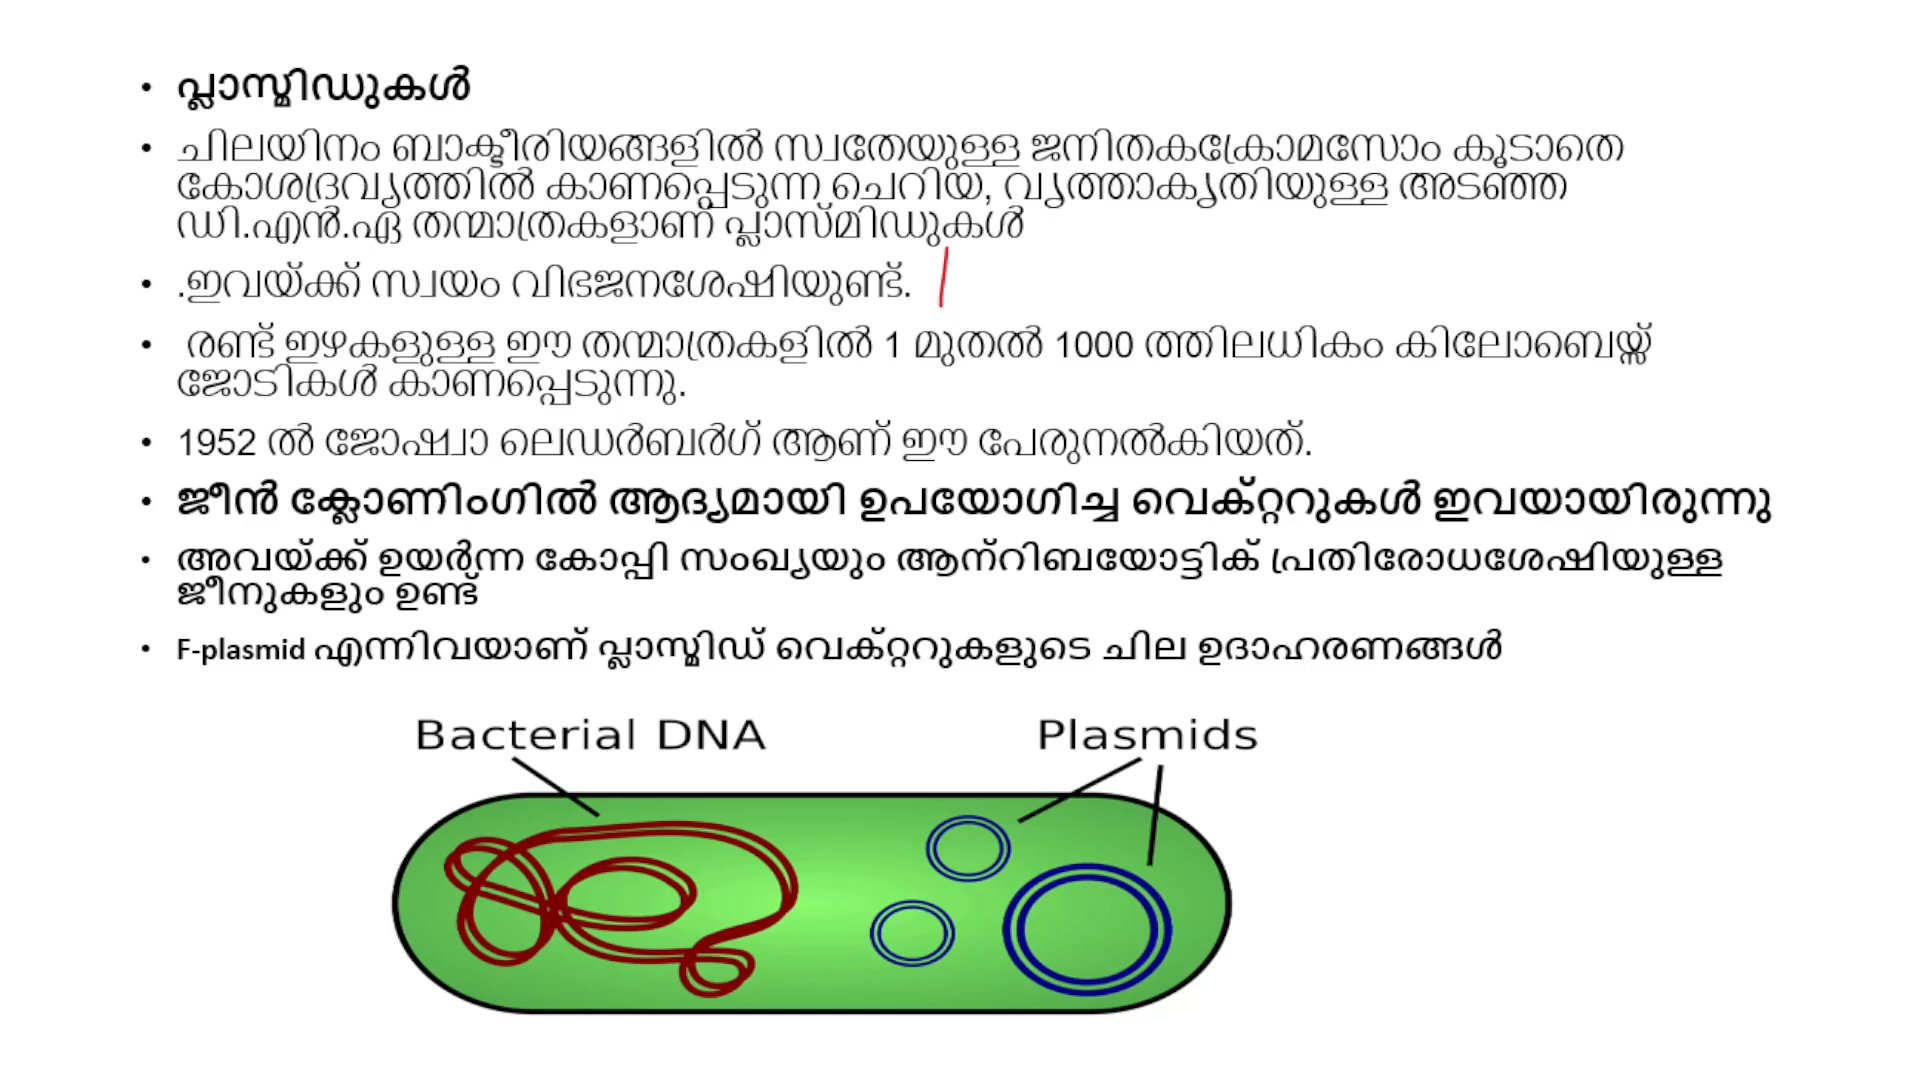 • പ്ലാസ്മിഡുകൾ
• ചിലയിനം ബാക്ടീരിയങ്ങളിൽ സ്വതേയുള്ള ജനിതകക്രോമസോം കൂടാതെ
കോശദ്രവ്യത്തിൽ കാണപ്പെടുന്ന ചെറിയ, വൃത്താകൃതിയുള്ള അടഞ്ഞ
ഡി.എൻ.ഏ തന്മാത്രകളാണ് പ്ലാസ്മിഡുകൾ
• .ഇവയ്ക്ക് സ്വയം വിഭജനശേഷിയുണ്ട്.
• രണ്ട് ഇഴകളുള്ള ഈ തന്മാത്രകളിൽ 1 മുതൽ 1000 ത്തിലധികം കിലോബെയ്സ്
ജോടികൾ കാണപ്പെടുന്നു.
• 1952 ൽ ജോഷ്വാ ലെഡർബർഗ് ആണ് ഈ പേരുനൽകിയത്.
• ജീൻ ക്ലോണിംഗിൽ ആദ്യമായി ഉപയോഗിച്ച വെക്റ്ററുകൾ ഇവയായിരുന്നു
• അവയ്ക്ക് ഉയർന്ന കോപ്പി സംഖ്യയും ആന്റിബയോട്ടിക് പ്രതിരോധശേഷിയുള്ള
ജീനുകളും ഉണ്ട്
• F-plasmid എന്നിവയാണ് പ്ലാസ്മിഡ് വെക്റ്ററുകളുടെ ചില ഉദാഹരണങ്ങൾ
Bacterial DNA
Plasmids